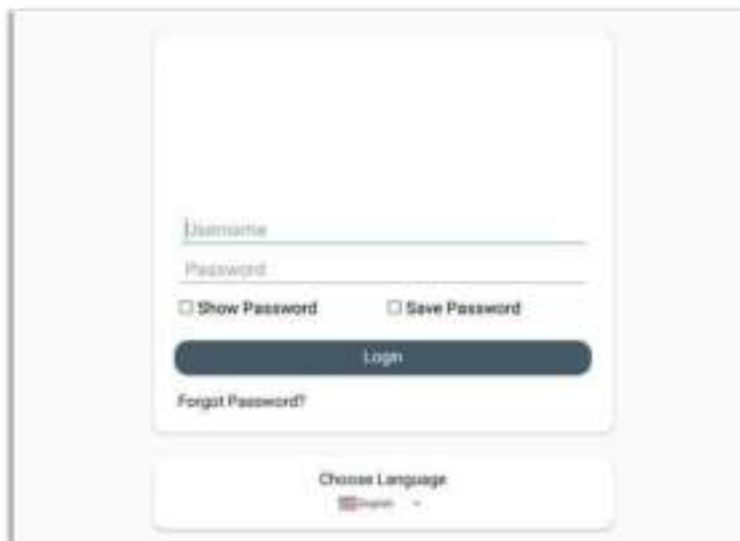 Username
Password
Show Password Save Password
Login
Forgot Password?
Choose Language
English